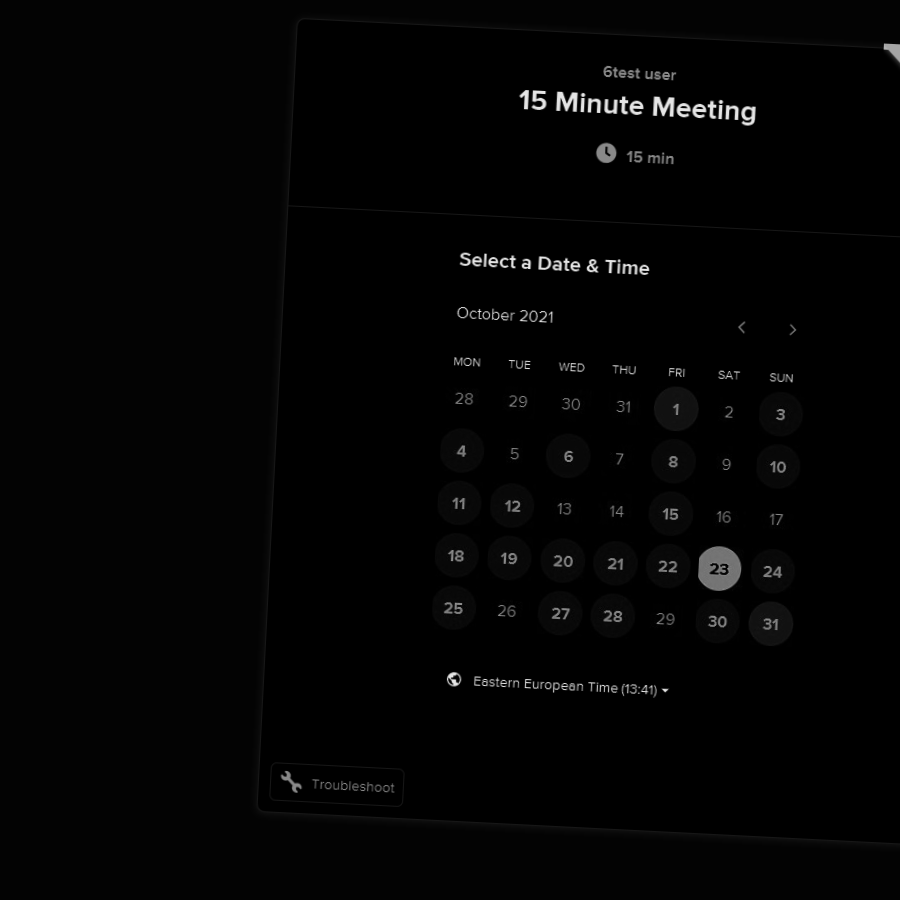 6test user
15 Minute Meeting
15 min
Select a Date & Time
October 2021
MON TUE WED THU FRI SAT SUN
28 29 30 31 1 2 3
4 5 6 7 8 9 10
11 12 13 14 15 16 17
18 19 20 21 22 23 24
25 26 27 28 29 30 31
Eastern European Time (13:41)
Troubleshoot